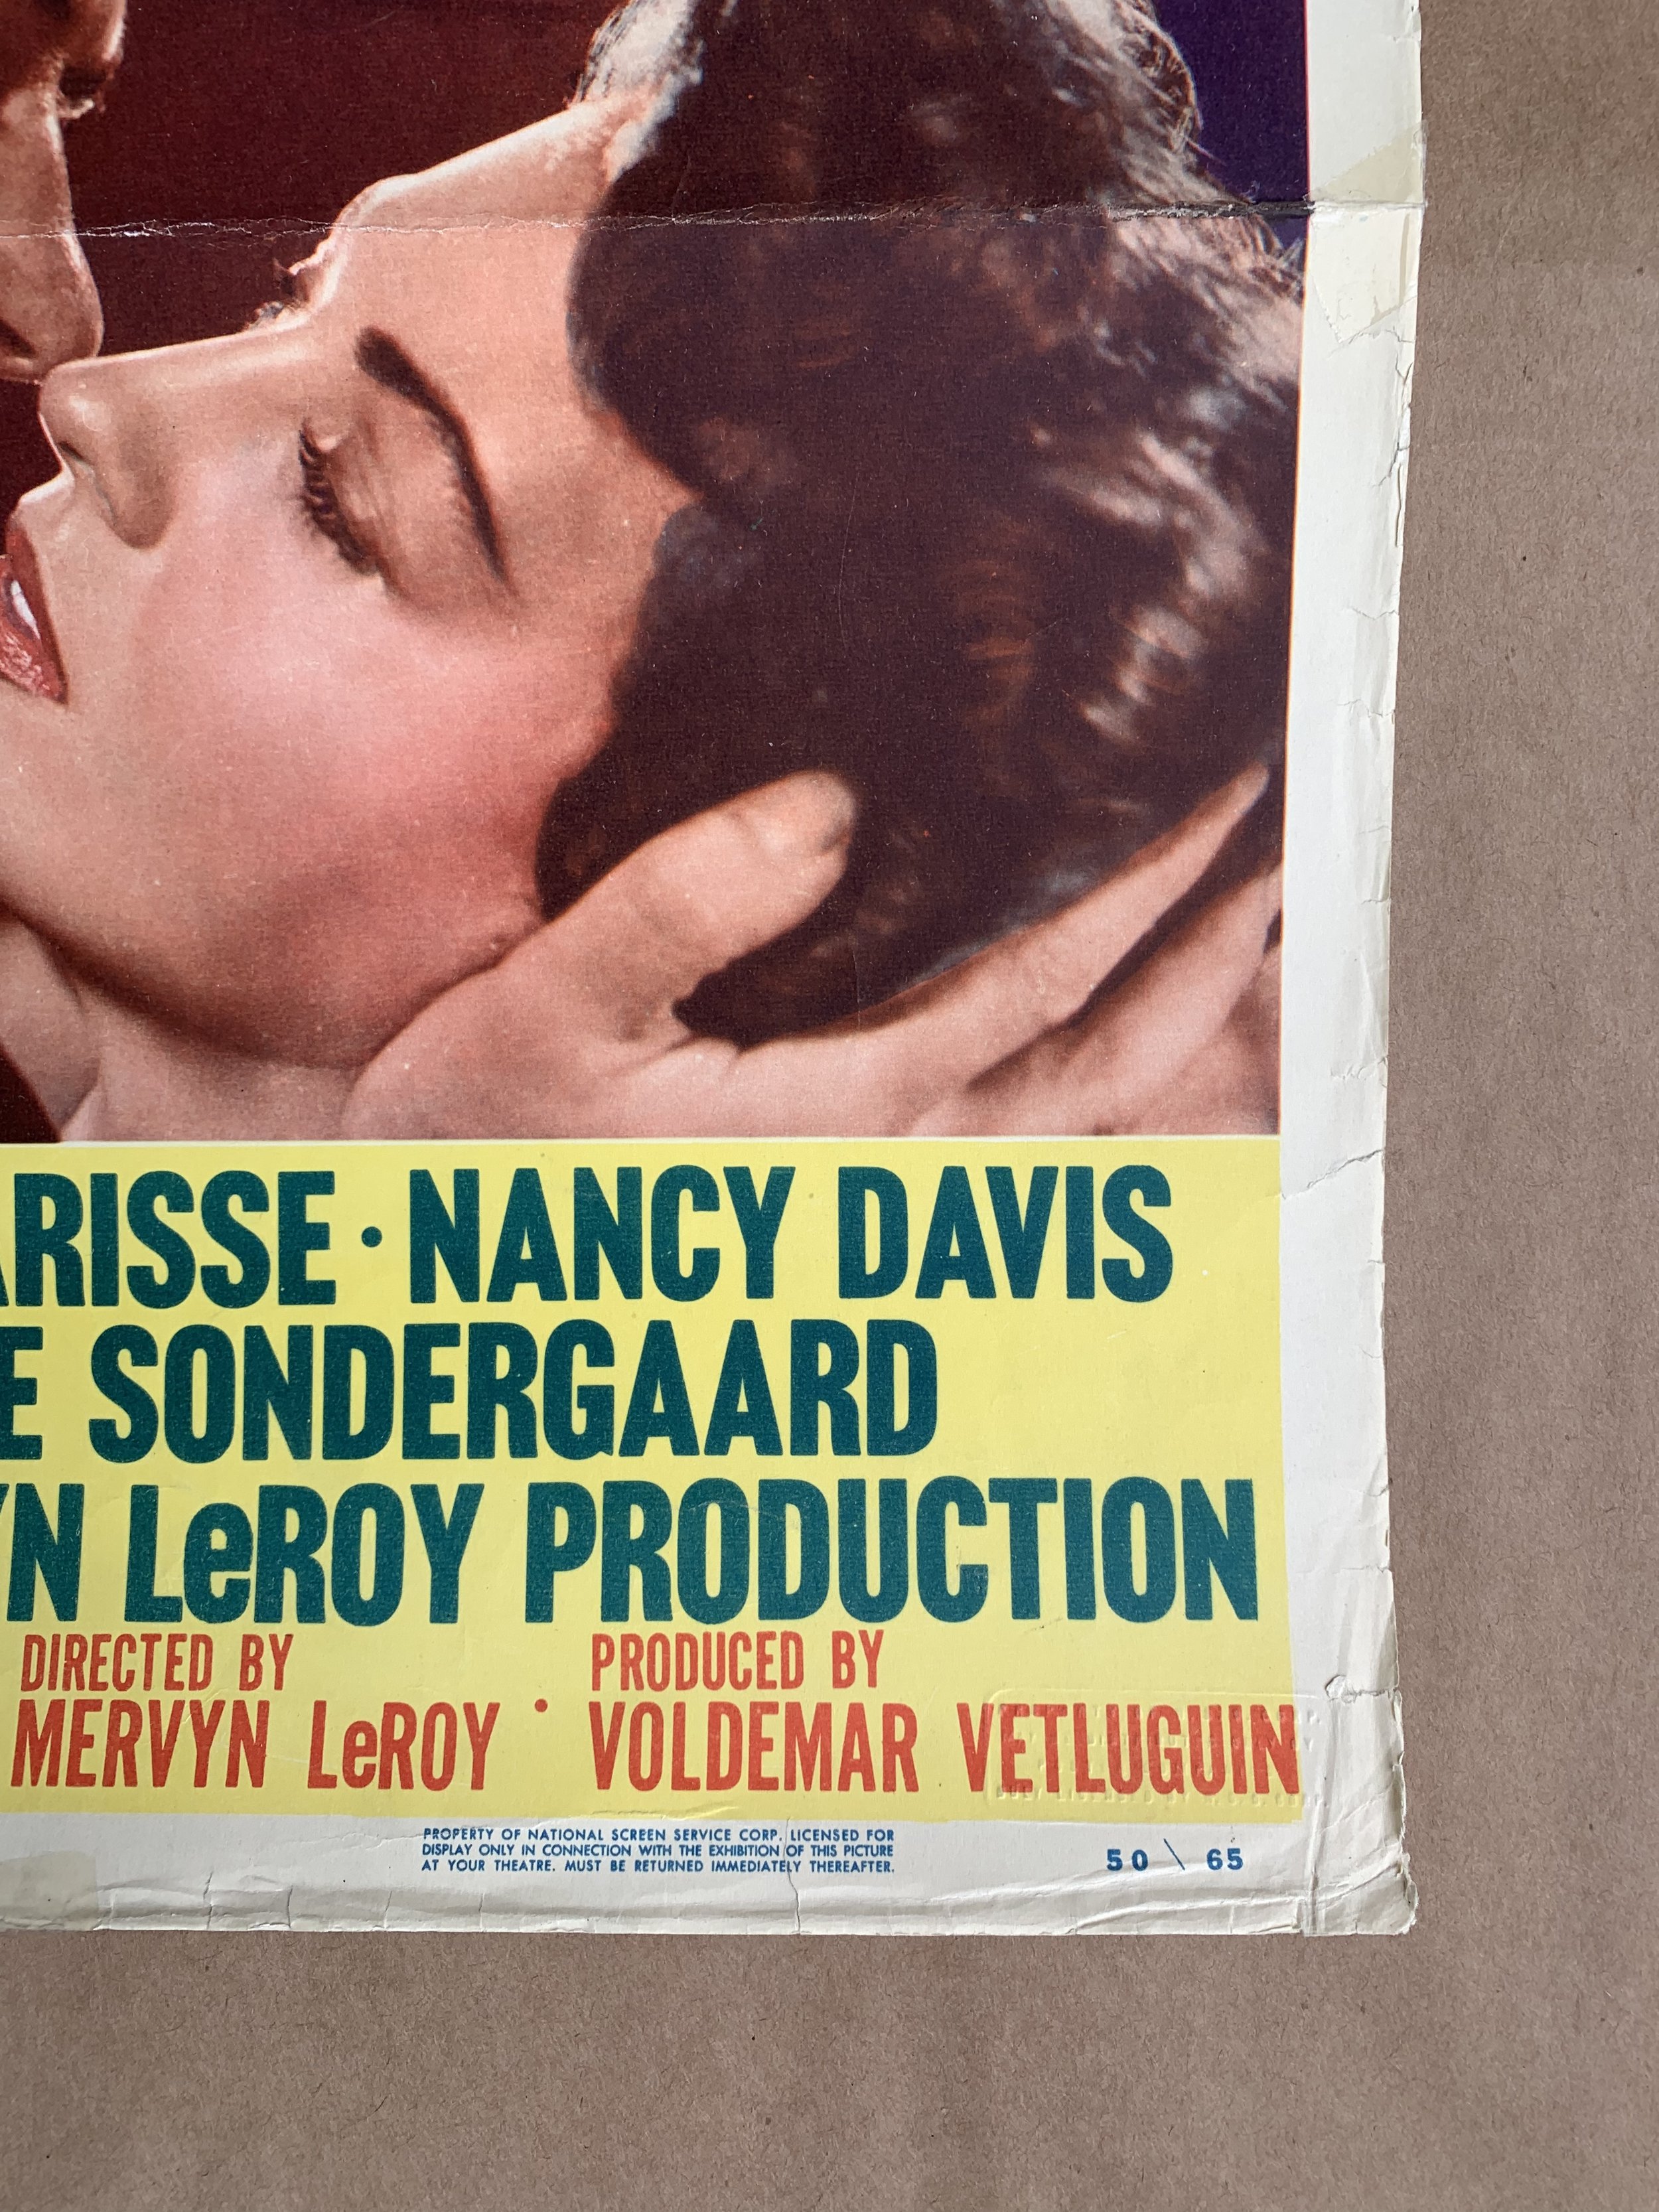 ARISSE · NANCY DAVIS
E SONDERGAARD
YN LeROY PRODUCTION
DIRECTED BY PRODUCED BY
MERVYN LeROY · VOLDEMAR VETLUGUIN
PROPERTY OF NATIONAL SCREEN SERVICE CORP. LICENSED FOR
DISPLAY ONLY IN CONNECTION WITH THE EXHIBITION OF THIS PICTURE
AT YOUR THEATRE. MUST BE RETURNED IMMEDIATELY THEREAFTER.
50 \ 65